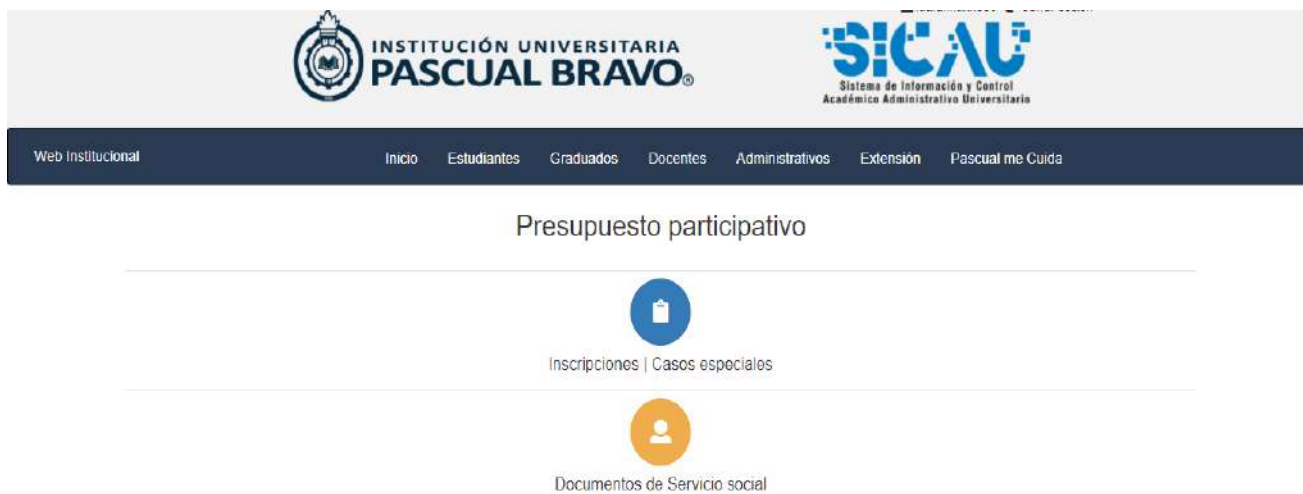 INSTITUCIÓN UNIVERSITARIA
PASCUAL BRAVO®
SICAU
Sistema de Información y Control
Académico Administrativo Universitario
Web Institucional
Inicio Estudiantes Graduados Docentes Administrativos Extensión Pascual me Cuida
Presupuesto participativo
Inscripciones | Casos especiales
Documentos de Servicio social